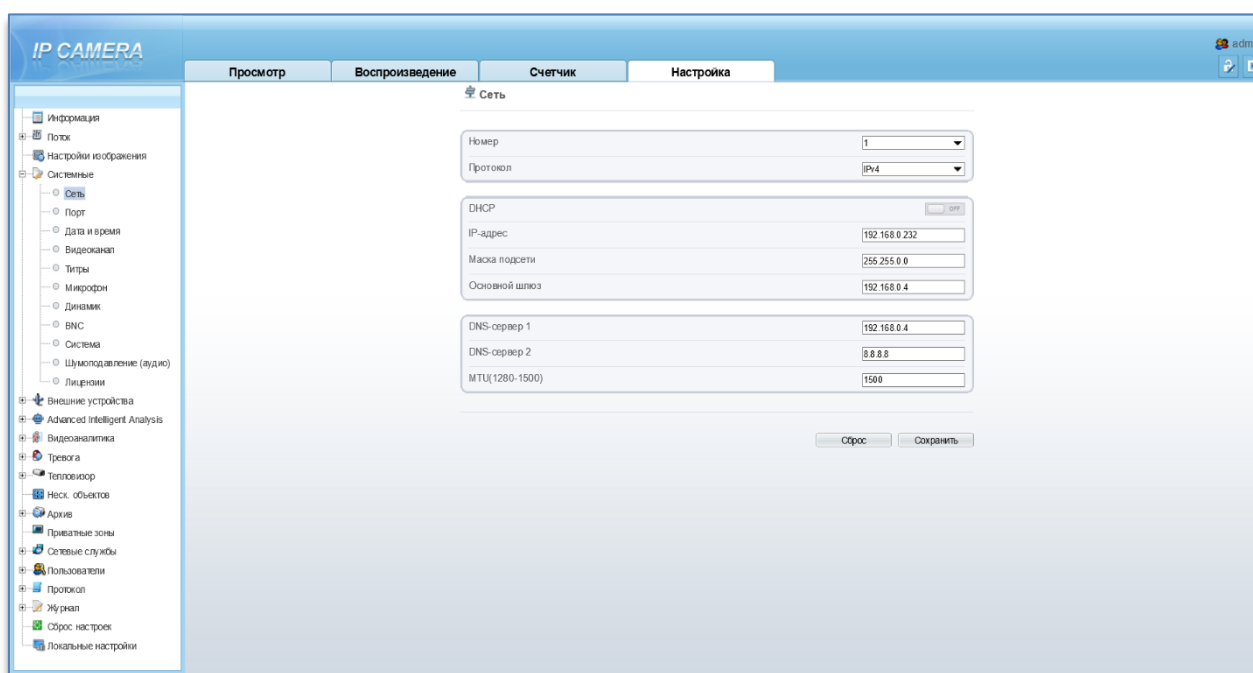 IP CAMERA
adm
Просмотр
Воспроизведение
Счетчик
Настройка
Информация
Поток
Настройки изображения
Системные
Сеть
Порт
Дата и время
Видеоканал
Титры
Микрофон
Динамик
BNC
Система
Шумоподавление (аудио)
Лицензии
Внешние устройства
Advanced Intelligent Analysis
Видеоаналитика
Тревога
Тепловизор
Неск. объектов
Архив
Приватные зоны
Сетевые службы
Пользователи
Протокол
Журнал
Сброс настроек
Локальные настройки
Сеть
Номер 1
Протокол IPv4
DHCP OFF
IP-адрес 192.168.0.232
Маска подсети 255.255.0.0
Основной шлюз 192.168.0.4
DNS-сервер 1 192.168.0.4
DNS-сервер 2 8.8.8.8
MTU(1280-1500) 1500
Сброс Сохранить